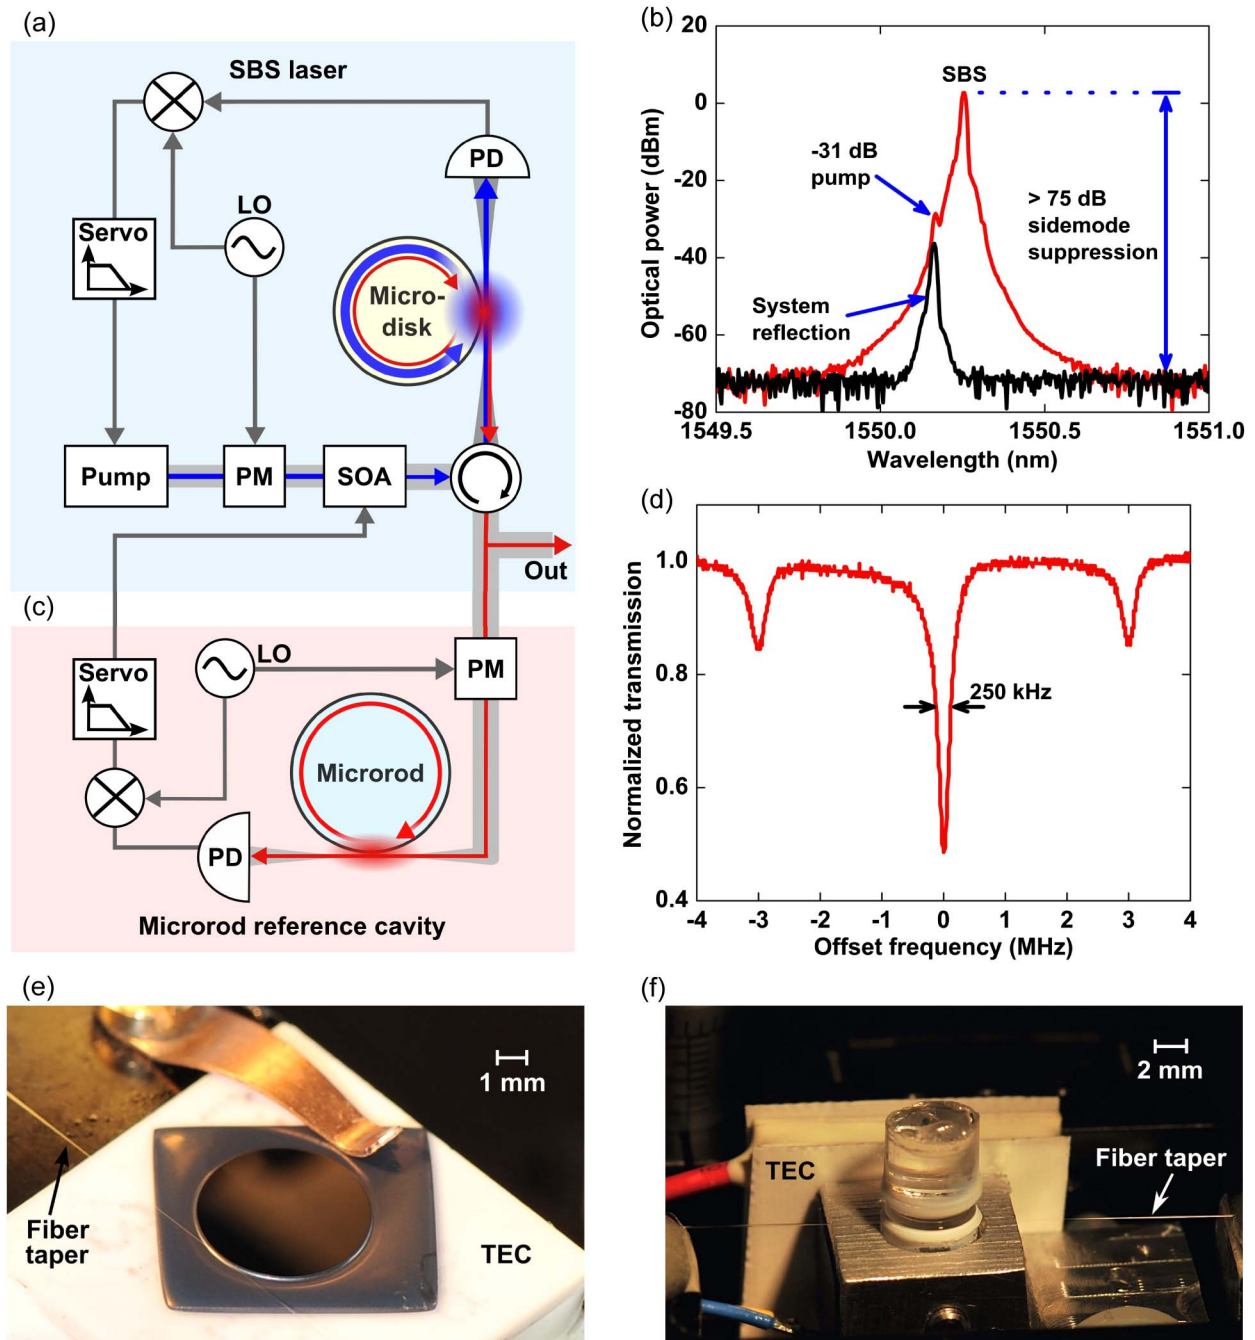 (a)
SBS laser
PD
LO
Servo
Micro-
disk
Pump
PM
SOA
Out
(b)
20
0
-20
-40
-60
-80
Optical power (dBm)
SBS
-31 dB
pump
> 75 dB
sidemode
suppression
System
reflection
1549.5
1550.0
1550.5
1551.0
Wavelength (nm)
(c)
Servo
LO
PM
Microrod
PD
Microrod reference cavity
(d)
1.0
0.8
0.6
0.4
Normalized transmission
250 kHz
-4
-3
-2
-1
0
1
2
3
4
Offset frequency (MHz)
(e)
1 mm
Fiber
taper
TEC
(f)
2 mm
TEC
Fiber taper